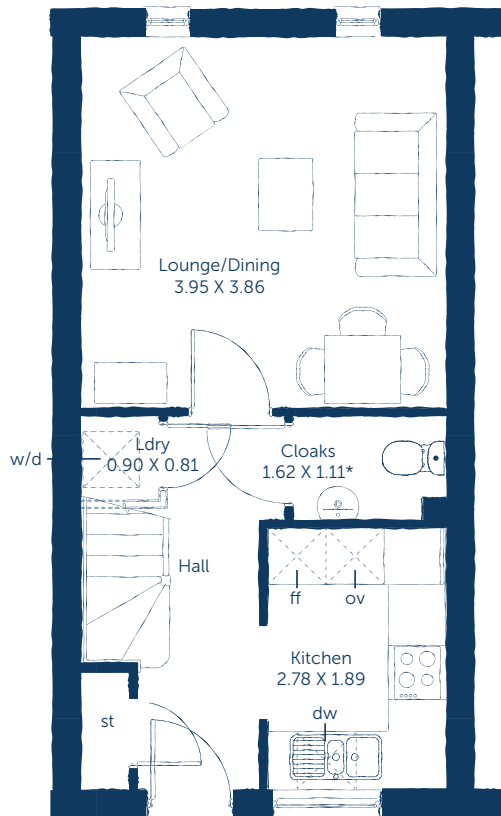 Lounge/Dining
3.95 X 3.86
w/d
Ldry
0.90 X 0.81
Cloaks
1.62 X 1.11*
Hall
ff
ov
Kitchen
2.78 X 1.89
dw
st